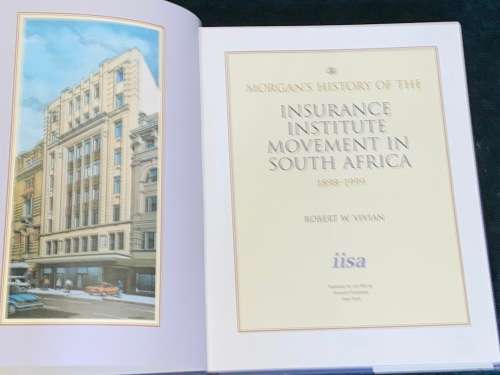 MORGAN'S HISTORY OF THE
INSURANCE
INSTITUTE
MOVEMENT IN
SOUTH AFRICA
1898-1999
ROBERT W. VIVIAN
iisa